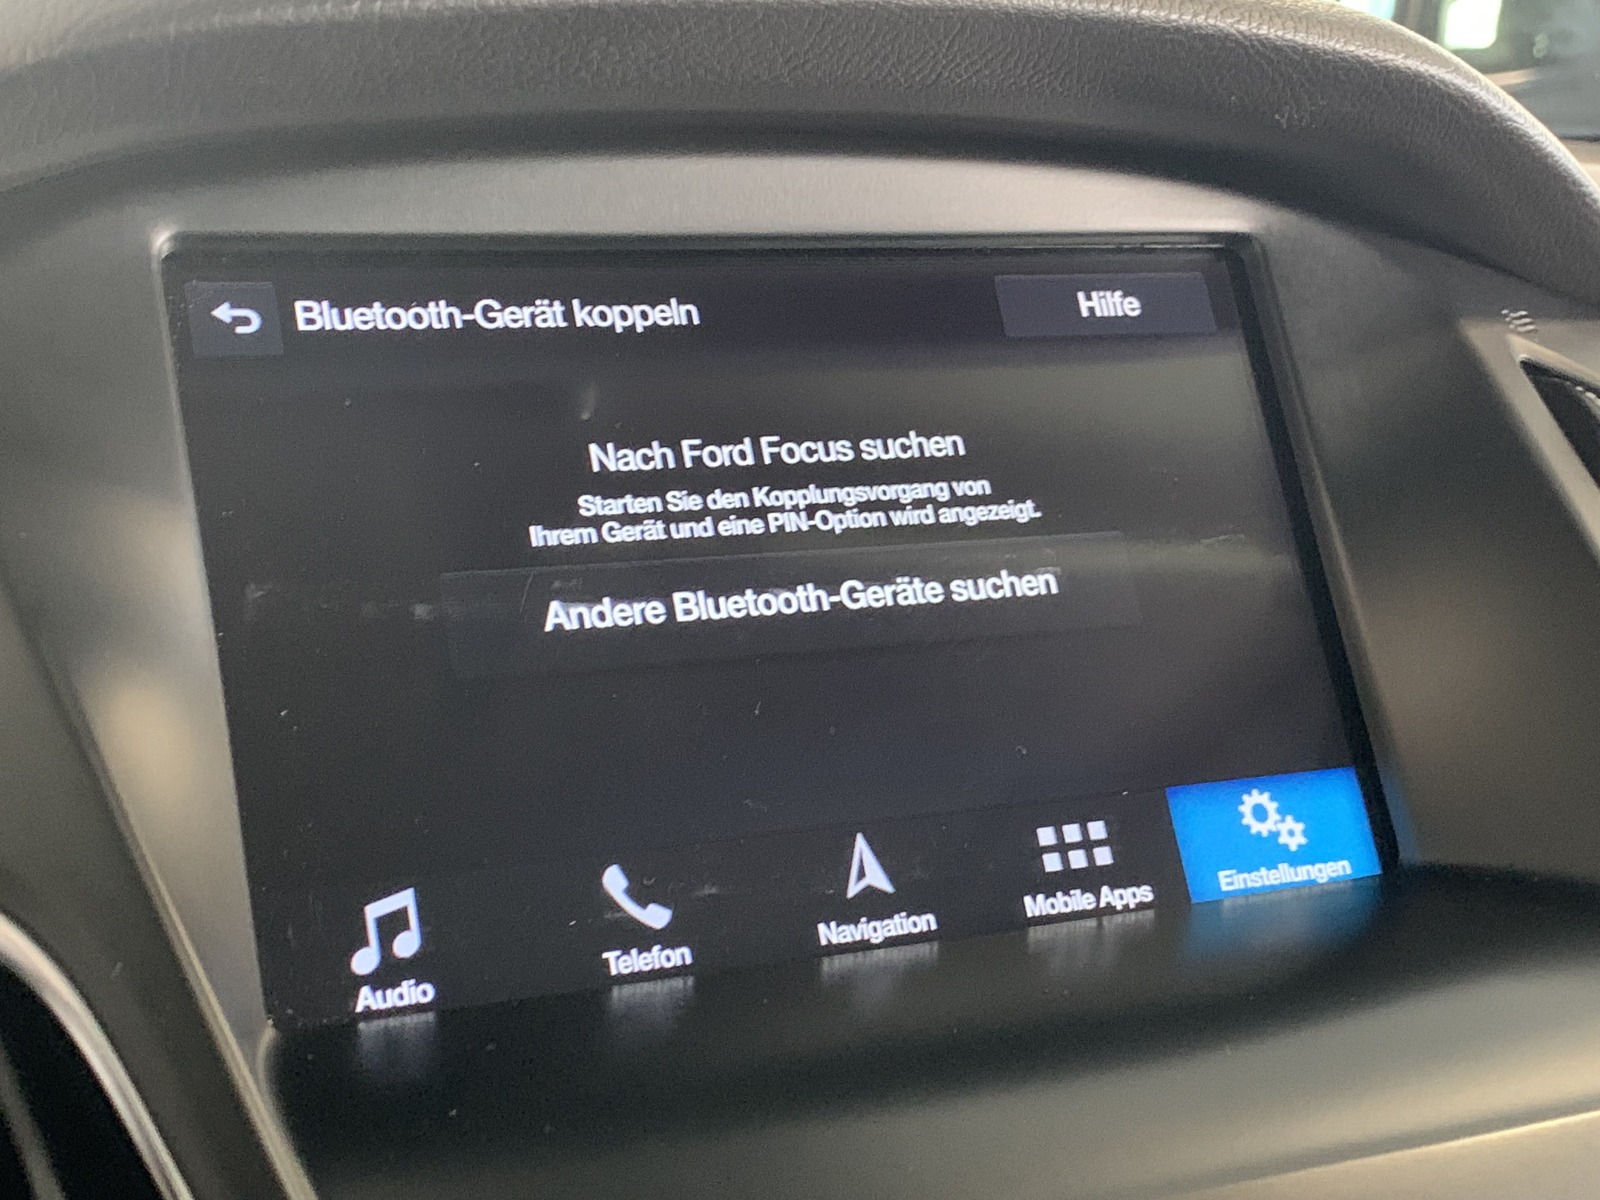 Bluetooth-Gerät koppeln
Hilfe
Nach Ford Focus suchen
Starten Sie den Kopplungsvorgang von
Ihrem Gerät und eine PIN-Option wird angezeigt.
Andere Bluetooth-Geräte suchen
Audio
Telefon
Navigation
Mobile Apps
Einstellungen